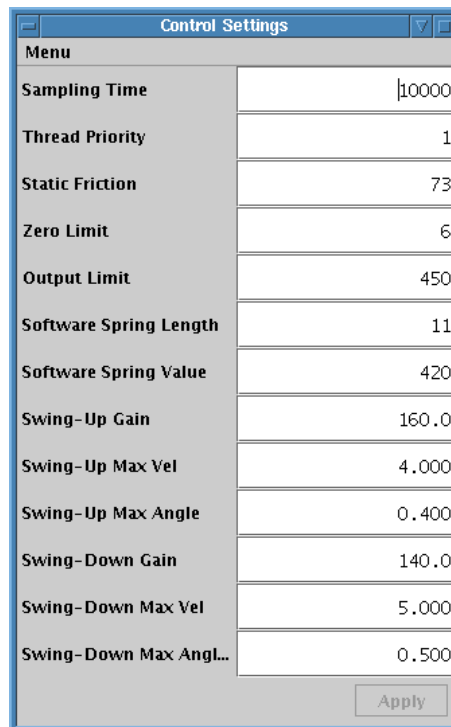 Control Settings
Menu
Sampling Time 10000
Thread Priority 1
Static Friction 73
Zero Limit 6
Output Limit 450
Software Spring Length 11
Software Spring Value 420
Swing-Up Gain 160.0
Swing-Up Max Vel 4.000
Swing-Up Max Angle 0.400
Swing-Down Gain 140.0
Swing-Down Max Vel 5.000
Swing-Down Max Angl... 0.500
Apply